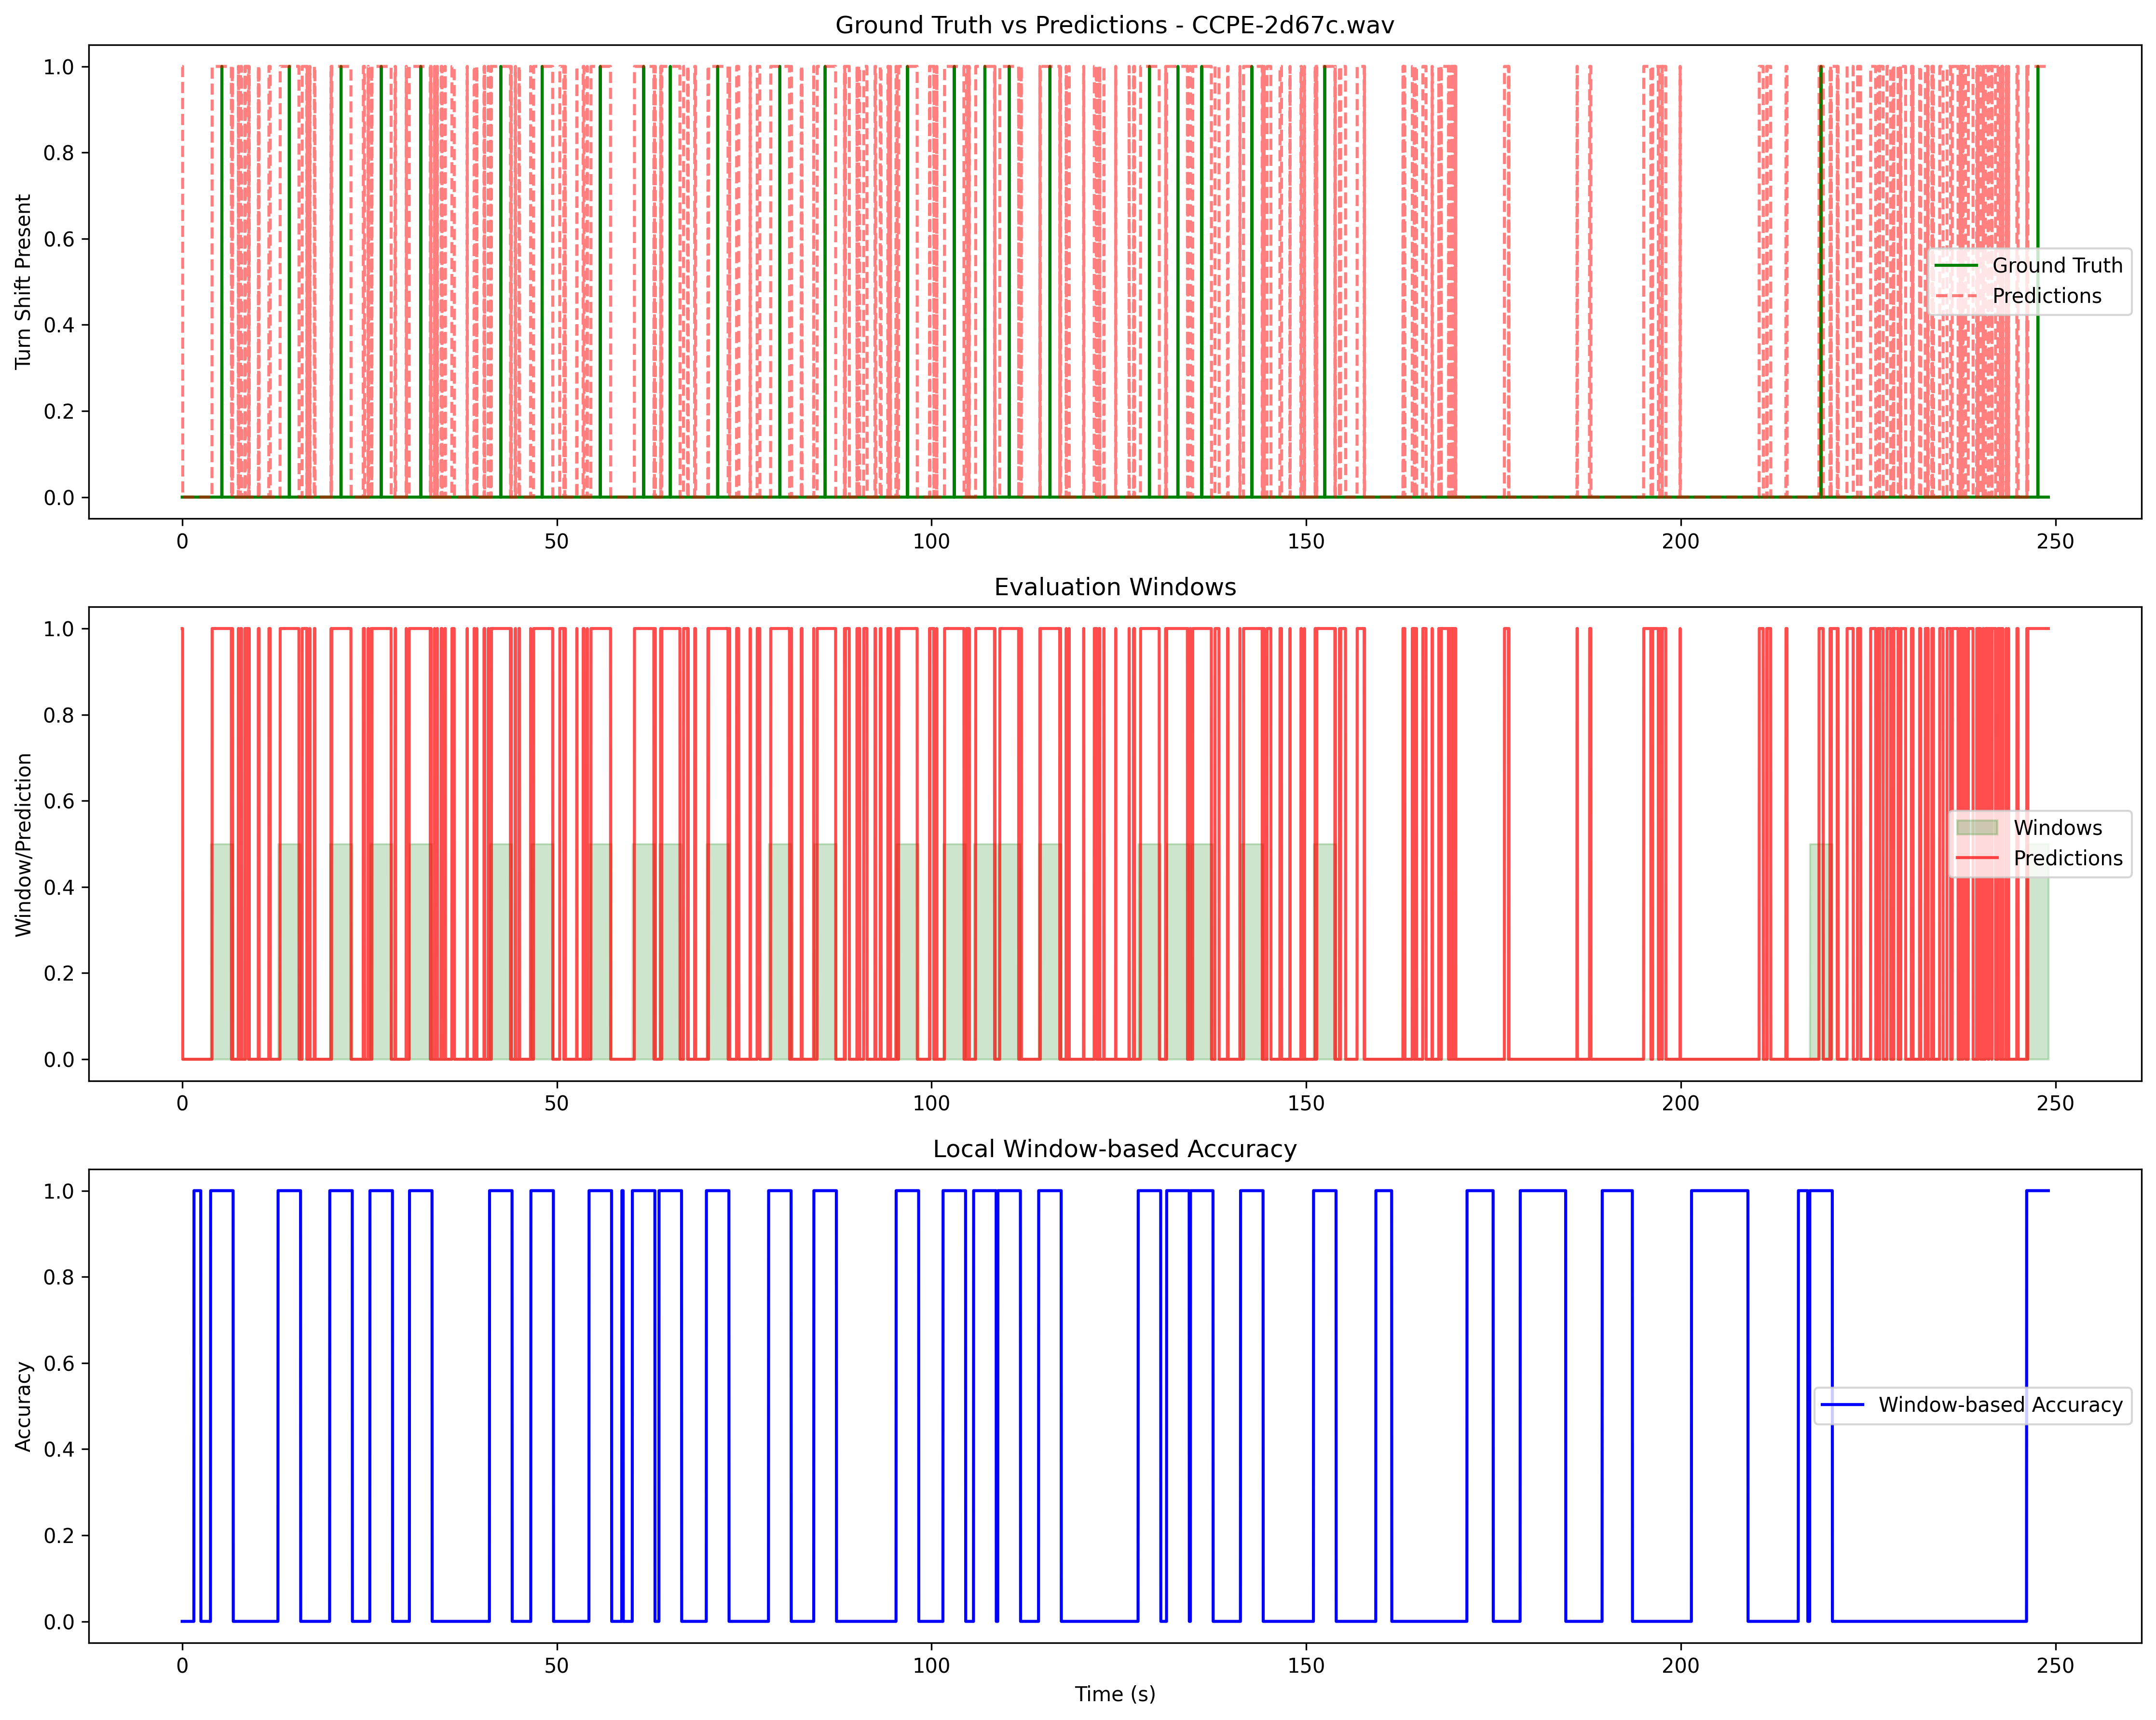 Ground Truth vs Predictions - CCPE-2d67c.wav
1.0
0.8
0.6
0.4
0.2
0.0
Turn Shift Present
Ground Truth
Predictions
0 50 100 150 200 250
Evaluation Windows
1.0
0.8
0.6
0.4
0.2
0.0
Window/Prediction
Windows
Predictions
0 50 100 150 200 250
Local Window-based Accuracy
1.0
0.8
0.6
0.4
0.2
0.0
Accuracy
Window-based Accuracy
0 50 100 150 200 250
Time (s)